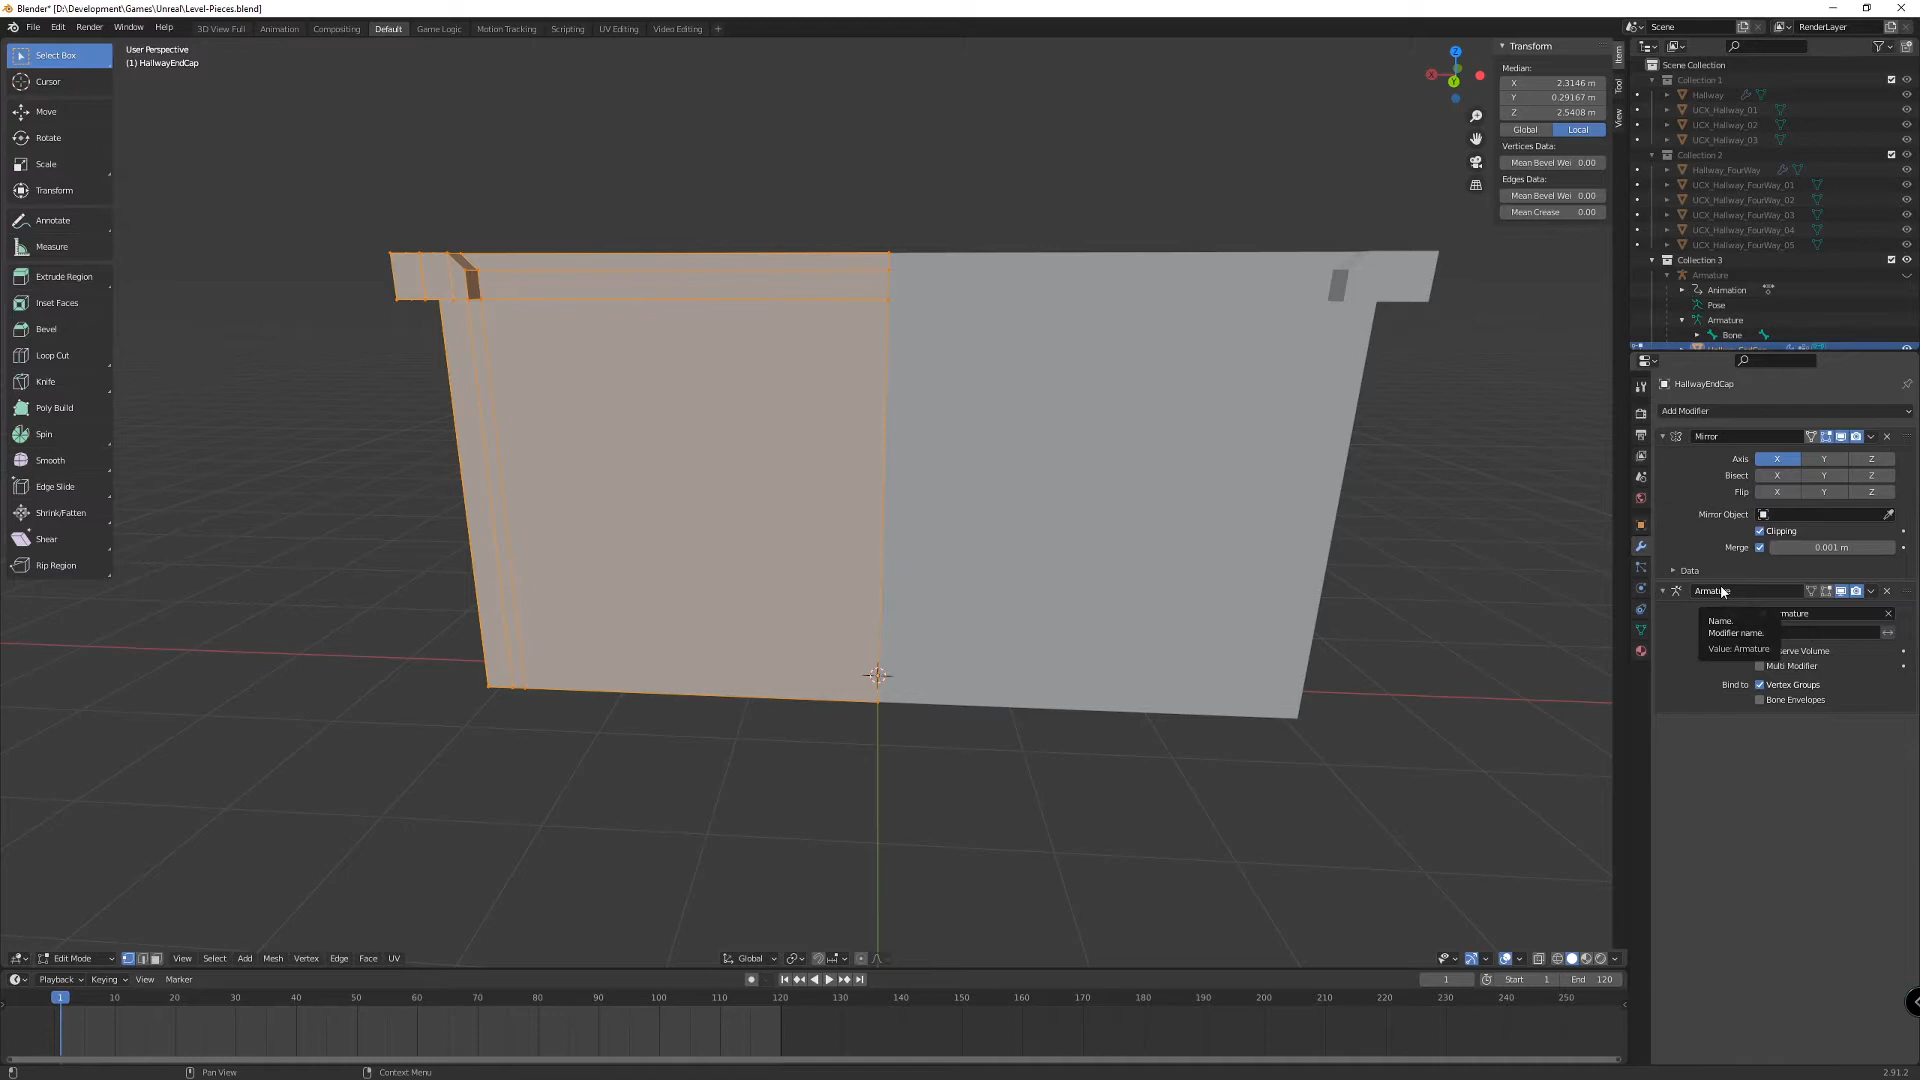 Blender* [D:\Development\Games\Unreal\Level-Pieces.blend]
File Edit Render Window Help
3D View Full Animation Compositing Default Game Logic Motion Tracking Scripting UV Editing Video Editing +
Scene RenderLayer
Select Box
Cursor
Move
Rotate
Scale
Transform
Annotate
Measure
Extrude Region
Inset Faces
Bevel
Loop Cut
Knife
Poly Build
Spin
Smooth
Edge Slide
Shrink/Fatten
Shear
Rip Region
User Perspective
(1) HallwayEndCap
Z
X
Y
Transform
Median:
X 2.3146 m
Y 0.29167 m
Z 2.5408 m
Global Local
Vertices Data:
Mean Bevel Wei 0.00
Edges Data:
Mean Bevel Wei 0.00
Mean Crease 0.00
Item
Tool
View
Scene Collection
Collection 1
Hallway
UCX_Hallway_01
UCX_Hallway_02
UCX_Hallway_03
Collection 2
Hallway_FourWay
UCX_Hallway_FourWay_01
UCX_Hallway_FourWay_02
UCX_Hallway_FourWay_03
UCX_Hallway_FourWay_04
UCX_Hallway_FourWay_05
Collection 3
Armature
Animation
Pose
Armature
Bone
HallwayEndCap
Add Modifier
Mirror
Axis X Y Z
Bisect X Y Z
Flip X Y Z
Mirror Object
Clipping
Merge 0.001 m
Data
Armature
mature
Name.
Modifier name.
Value: Armature
serve Volume
Multi Modifier
Bind to Vertex Groups
Bone Envelopes
Edit Mode View Select Add Mesh Vertex Edge Face UV
Global
Playback Keying View Marker
1 Start 1 End 120
1 10 20 30 40 50 60 70 80 90 100 110 120 130 140 150 160 170 180 190 200 210 220 230 240 250
Pan View Context Menu
2.91.2